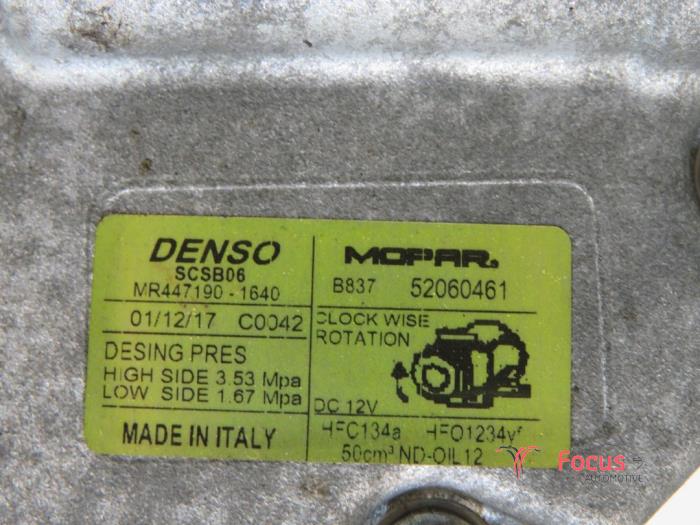 DENSO
SCSB06
MR447190-1640
01/12/17 C0042
DESING PRES
HIGH SIDE 3.53 Mpa
LOW SIDE 1.67 Mpa
MADE IN ITALY
MOPAR®
B837 52060461
CLOCK WISE
ROTATION
DC 12V
HFC134a HFO1234yf
50cm³ ND-OIL12
Focus
AUTOMOTIVE